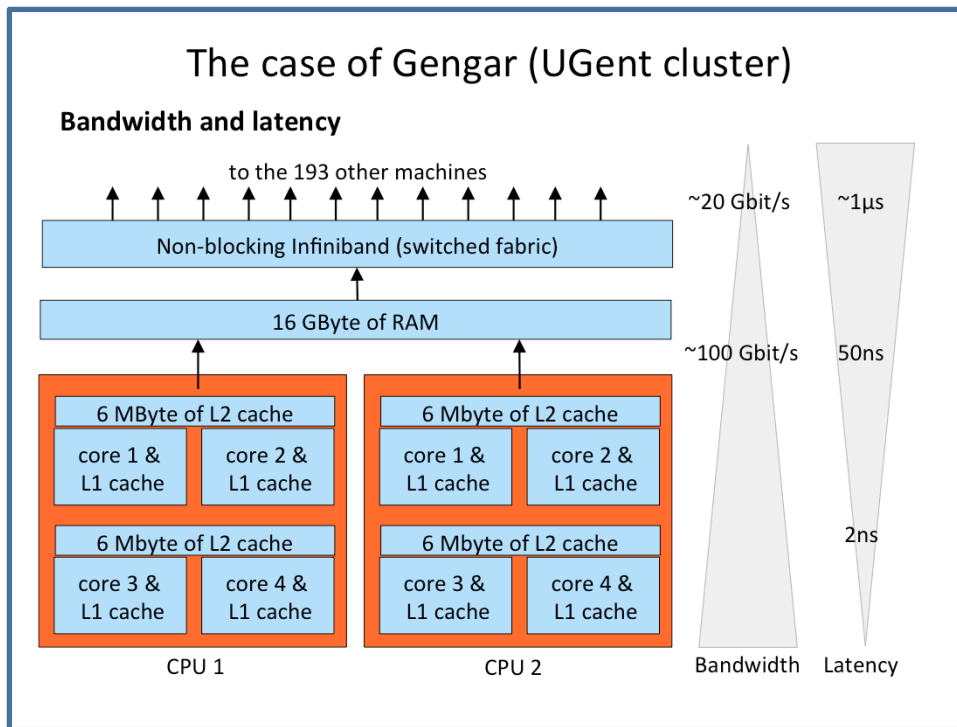 The case of Gengar (UGent cluster)
Bandwidth and latency
to the 193 other machines
Non-blocking Infiniband (switched fabric)
~20 Gbit/s
~1µs
16 GByte of RAM
~100 Gbit/s
50ns
6 MByte of L2 cache
core 1 &
L1 cache
core 2 &
L1 cache
6 Mbyte of L2 cache
core 3 &
L1 cache
core 4 &
L1 cache
CPU 1
6 Mbyte of L2 cache
core 1 &
L1 cache
core 2 &
L1 cache
6 Mbyte of L2 cache
core 3 &
L1 cache
core 4 &
L1 cache
CPU 2
2ns
Bandwidth
Latency